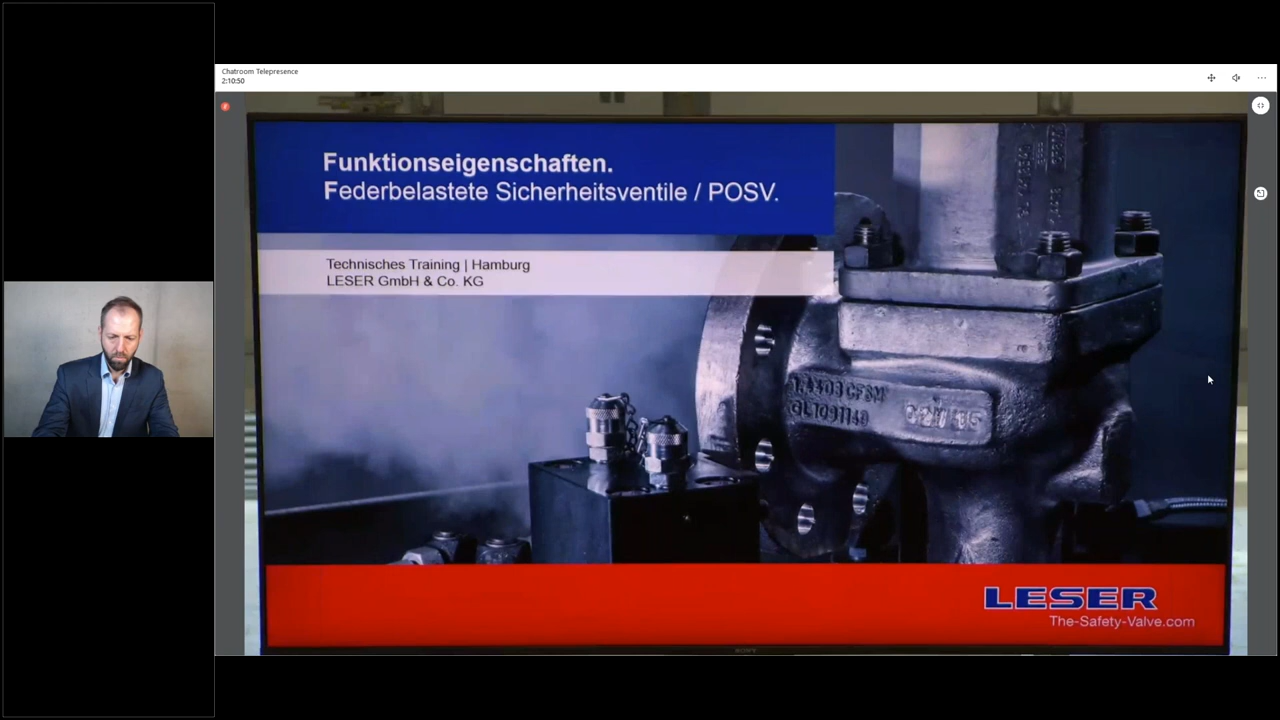 Chatroom Telepresence
2:10:50
Funktionseigenschaften.
Federbelastete Sicherheitsventile / POSV.
Technisches Training | Hamburg
LESER GmbH & Co. KG
1.4408 CF8M
LESER
The-Safety-Valve.com
SONY